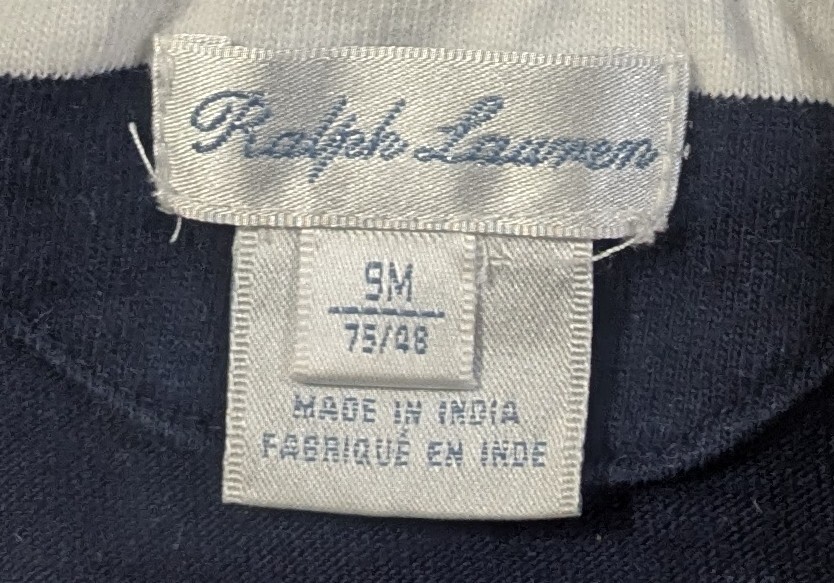 Ralph Lauren
9M
75/48
MADE IN INDIA
FABRIQUÉ EN INDE